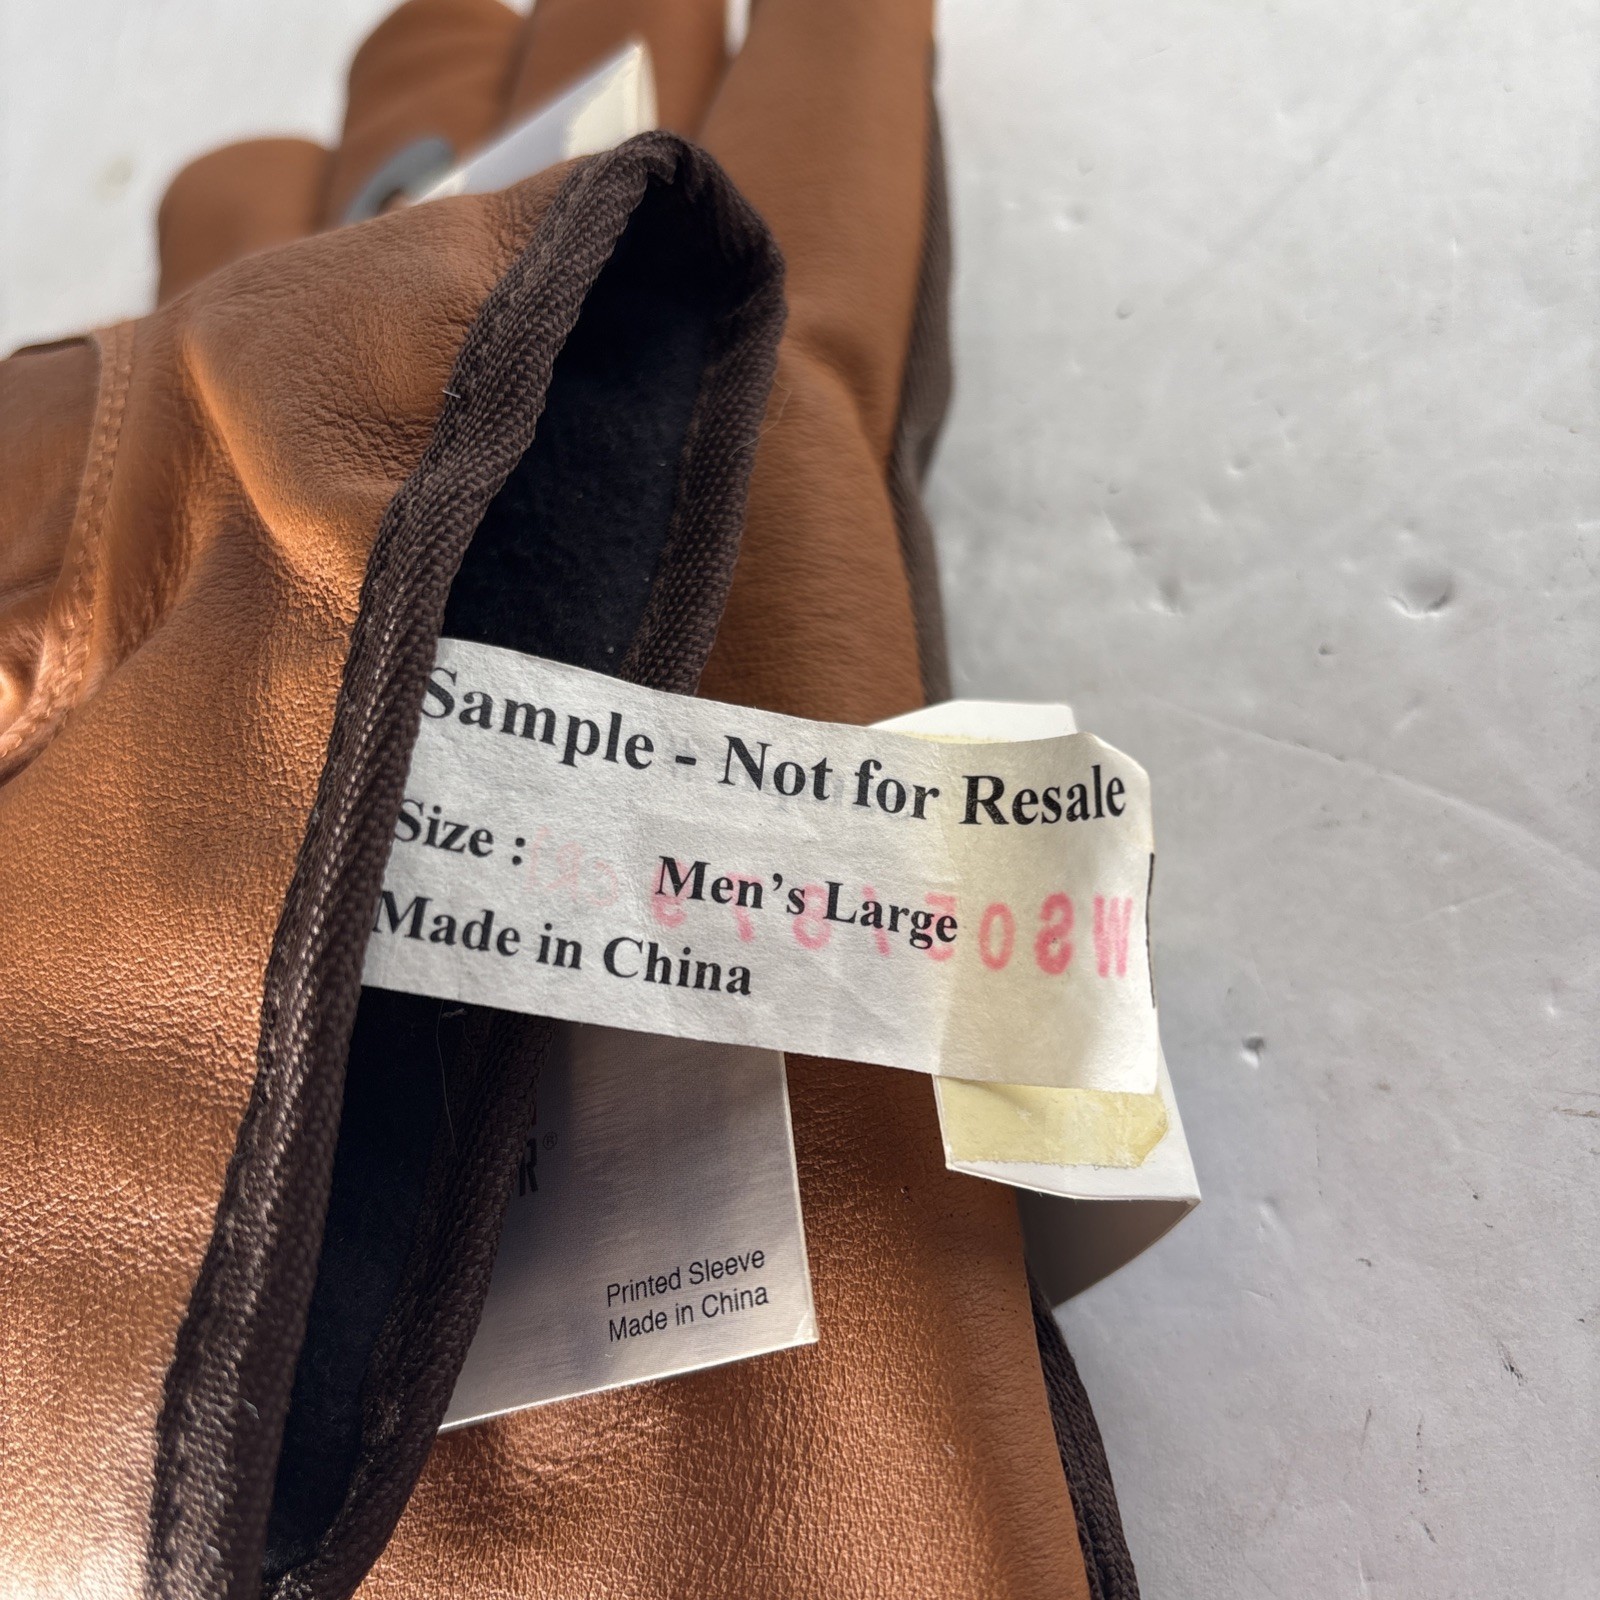 Sample - Not for Resale
Size : Men's Large
Made in China
R®
Printed Sleeve
Made in China